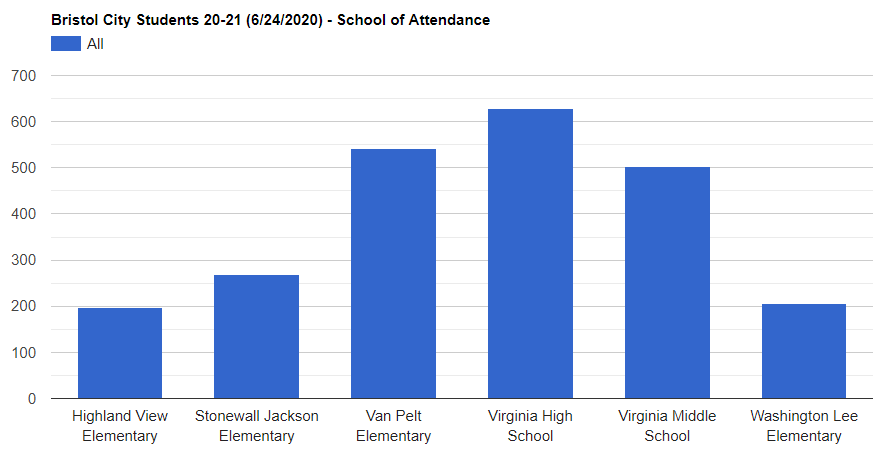 Bristol City Students 20-21 (6/24/2020) - School of Attendance
All
700
600
500
400
300
200
100
0
Highland View Elementary
Stonewall Jackson Elementary
Van Pelt Elementary
Virginia High School
Virginia Middle School
Washington Lee Elementary